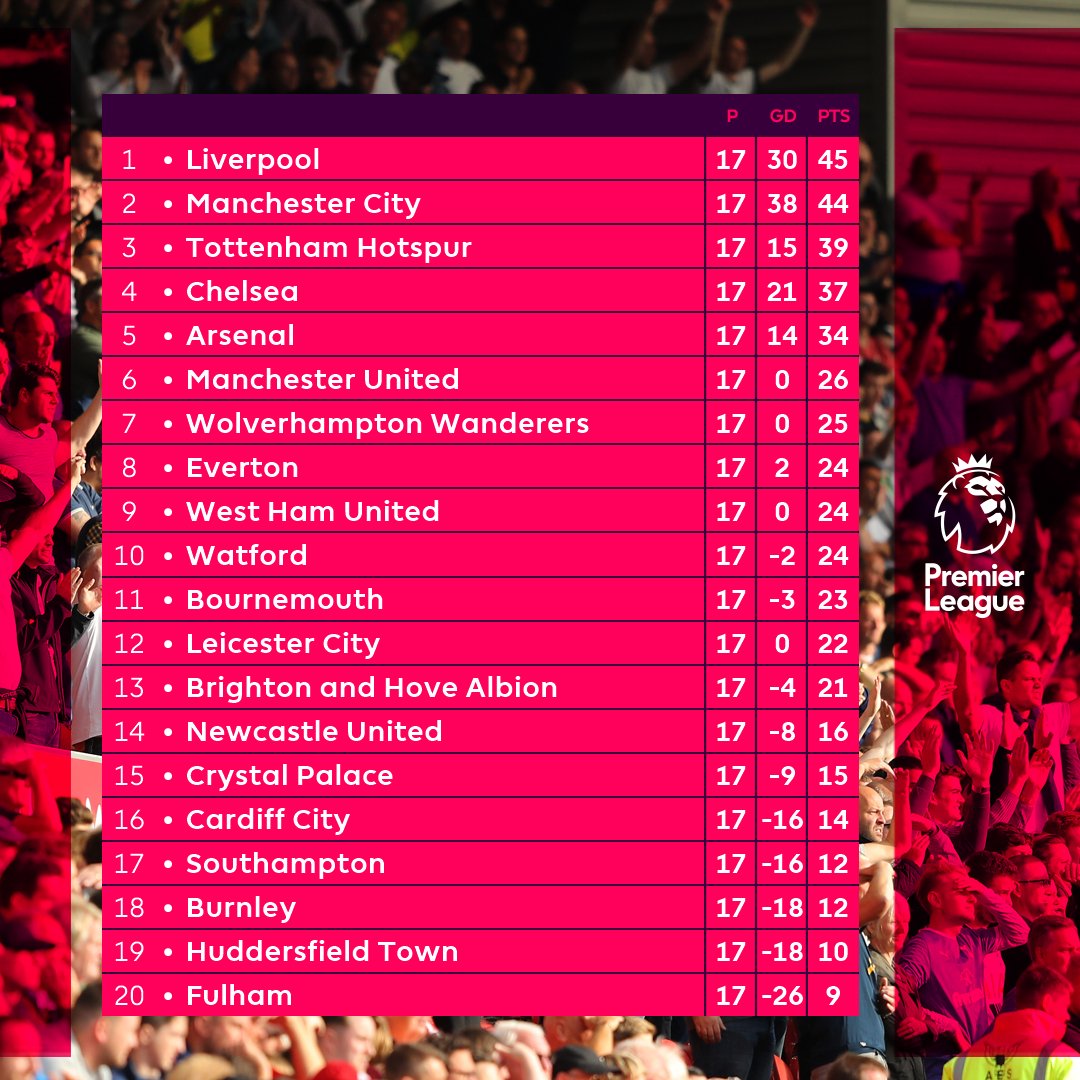 P GD PTS
1 • Liverpool 17 30 45
2 • Manchester City 17 38 44
3 • Tottenham Hotspur 17 15 39
4 • Chelsea 17 21 37
5 • Arsenal 17 14 34
6 • Manchester United 17 0 26
7 • Wolverhampton Wanderers 17 0 25
8 • Everton 17 2 24
9 • West Ham United 17 0 24
10 • Watford 17 -2 24
11 • Bournemouth 17 -3 23
12 • Leicester City 17 0 22
13 • Brighton and Hove Albion 17 -4 21
14 • Newcastle United 17 -8 16
15 • Crystal Palace 17 -9 15
16 • Cardiff City 17 -16 14
17 • Southampton 17 -16 12
18 • Burnley 17 -18 12
19 • Huddersfield Town 17 -18 10
20 • Fulham 17 -26 9
Premier
League